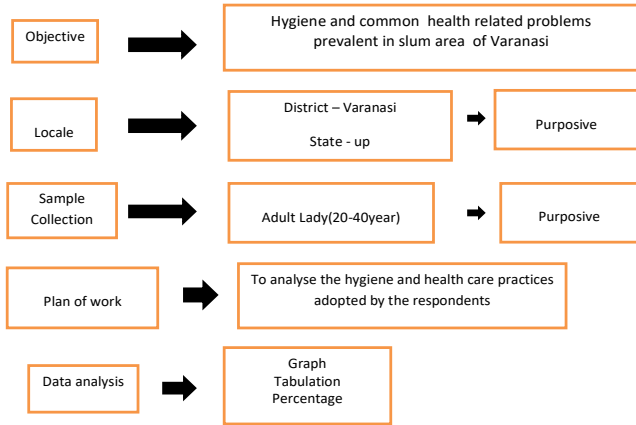 Objective
Hygiene and common health related problems
prevalent in slum area of Varanasi
Locale
District – Varanasi
State - up
Purposive
Sample
Collection
Adult Lady(20-40year)
Purposive
Plan of work
To analyse the hygiene and health care practices
adopted by the respondents
Data analysis
Graph
Tabulation
Percentage